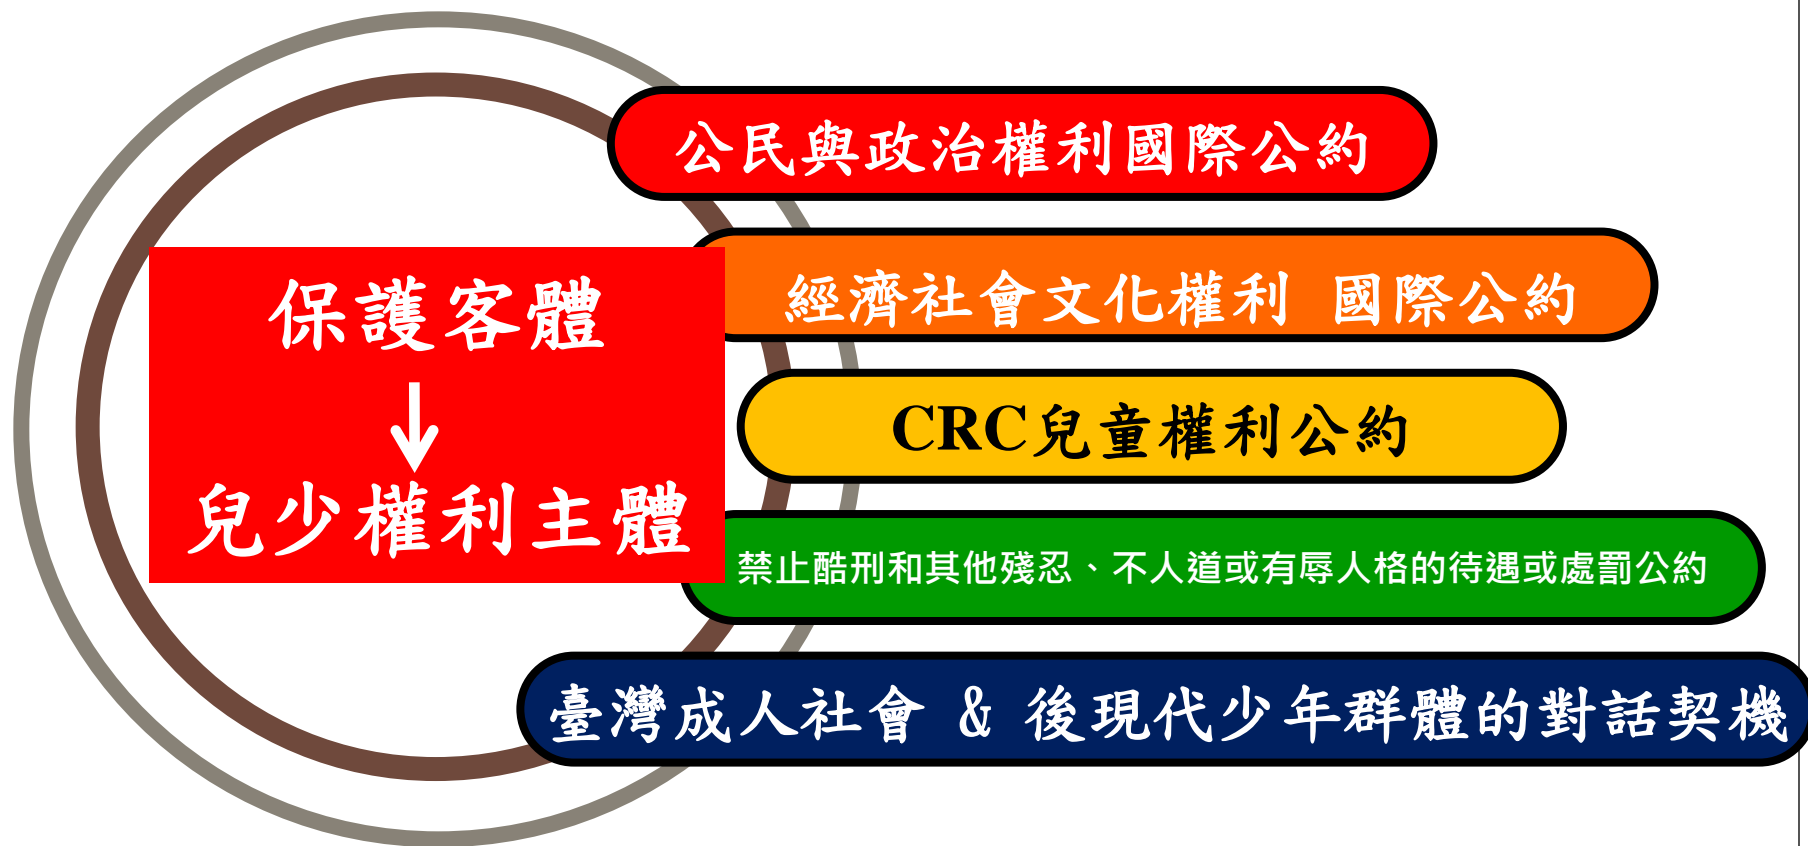 公民與政治權利國際公約
經濟社會文化權利 國際公約
保護客體
↓
兒少權利主體
CRC兒童權利公約
禁止酷刑和其他殘忍、不人道或有辱人格的待遇或處罰公約
臺灣成人社會 & 後現代少年群體的對話契機